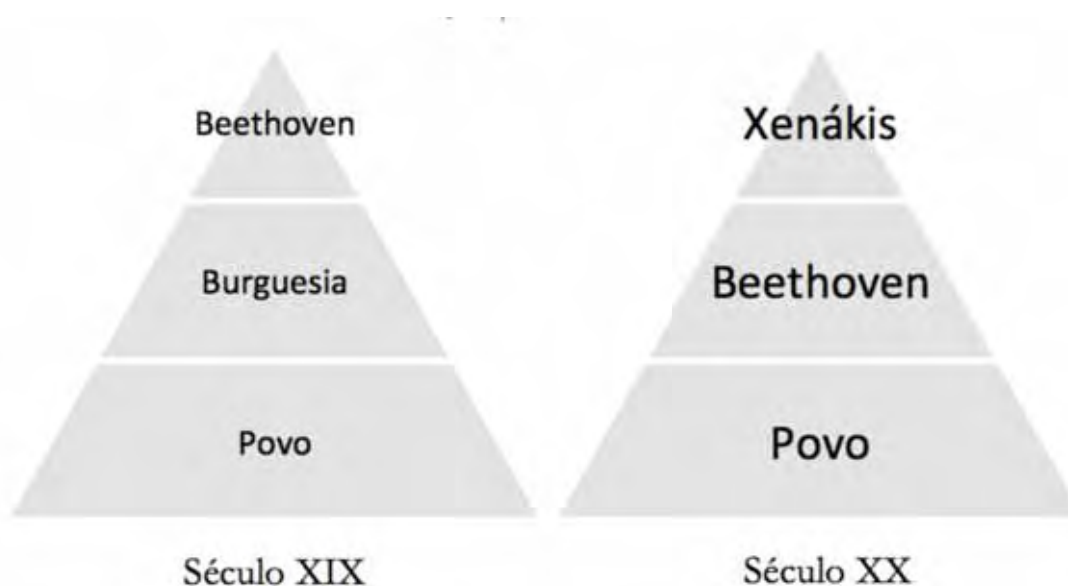 Beethoven
Burguesia
Povo
Século XIX
Xenákis
Beethoven
Povo
Século XX